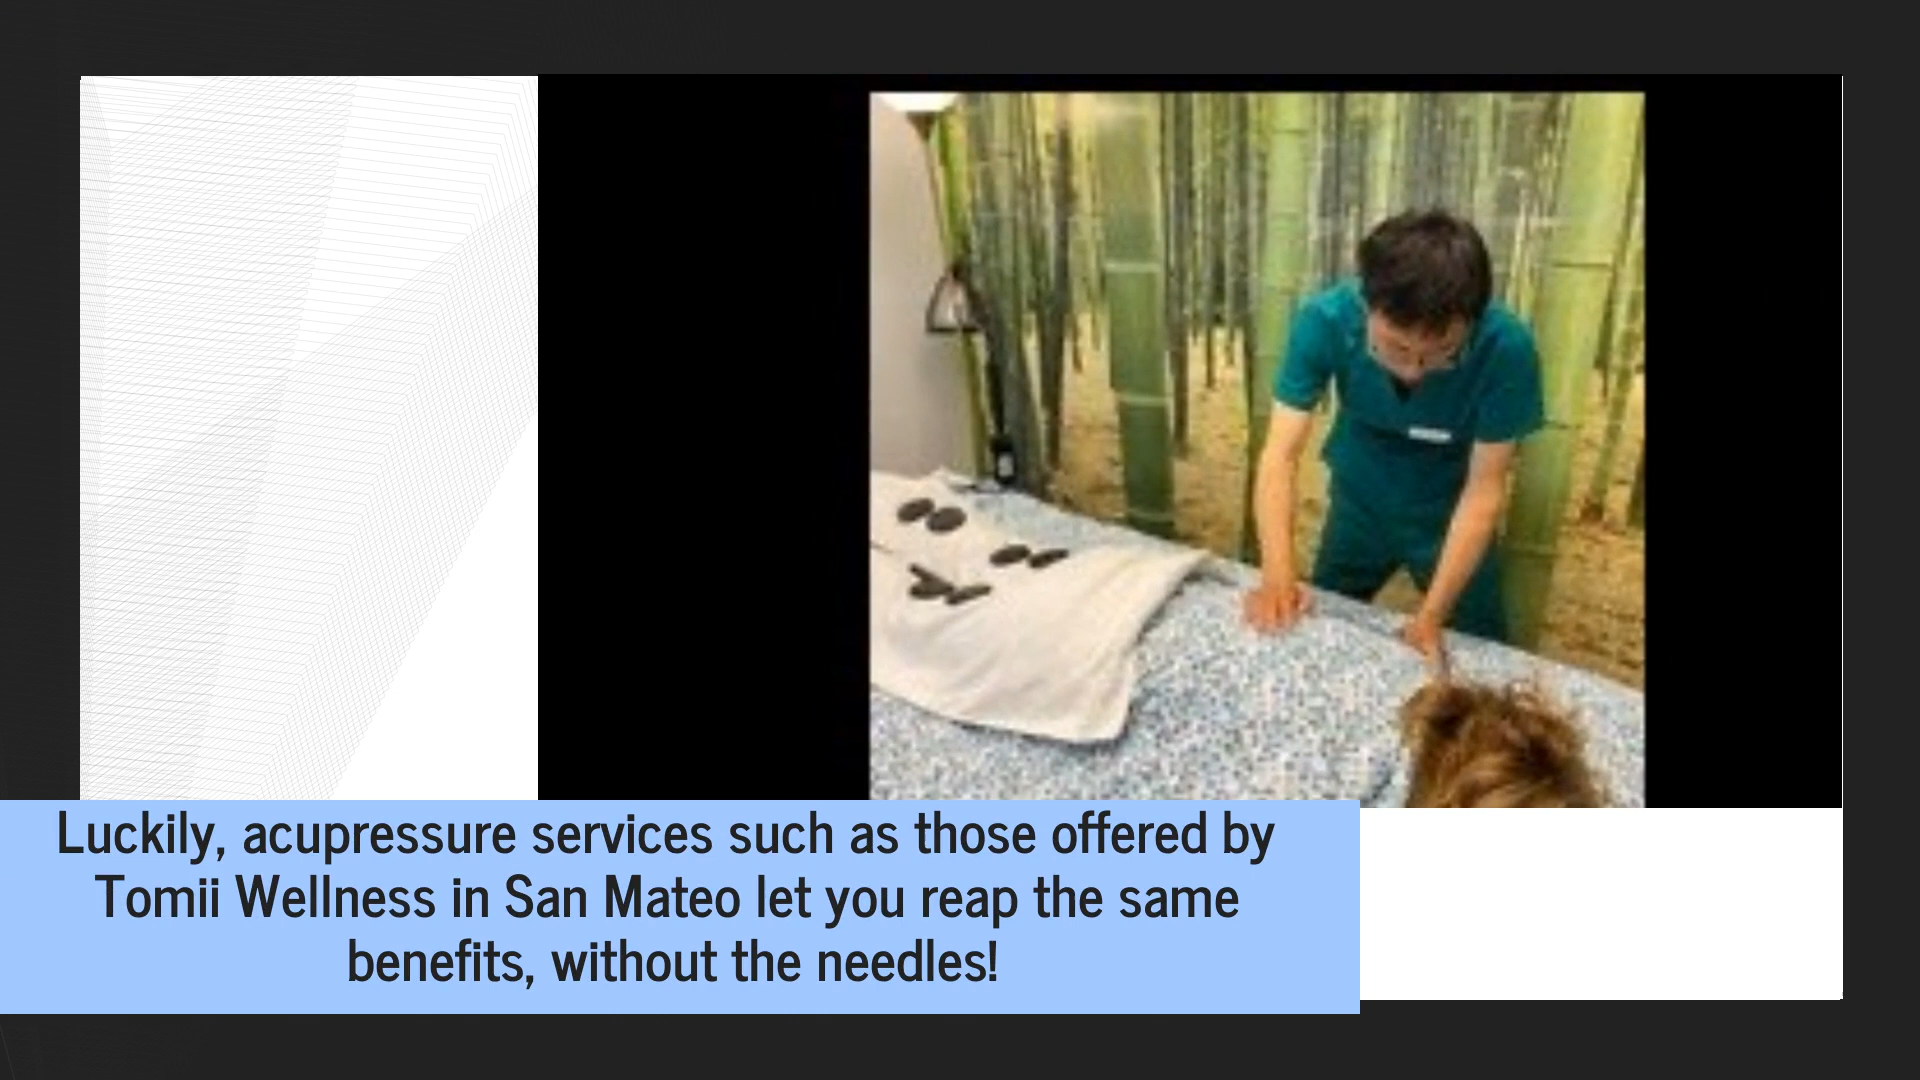 Luckily, acupressure services such as those offered by
Tomii Wellness in San Mateo let you reap the same
benefits, without the needles!